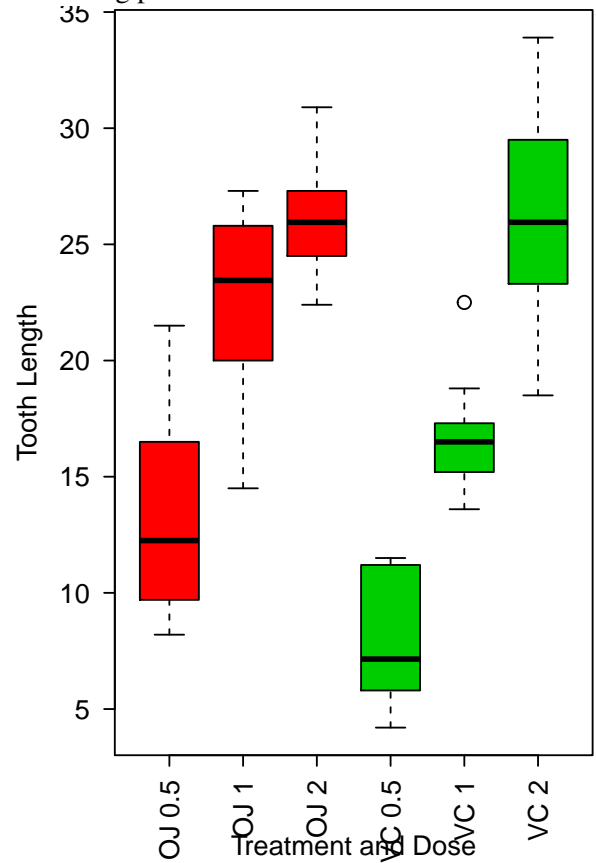 35
30
25
20
15
10
5
Tooth Length
OJ 0.5
OJ 1
OJ 2
VC 0.5
VC 1
VC 2
Treatment and Dose